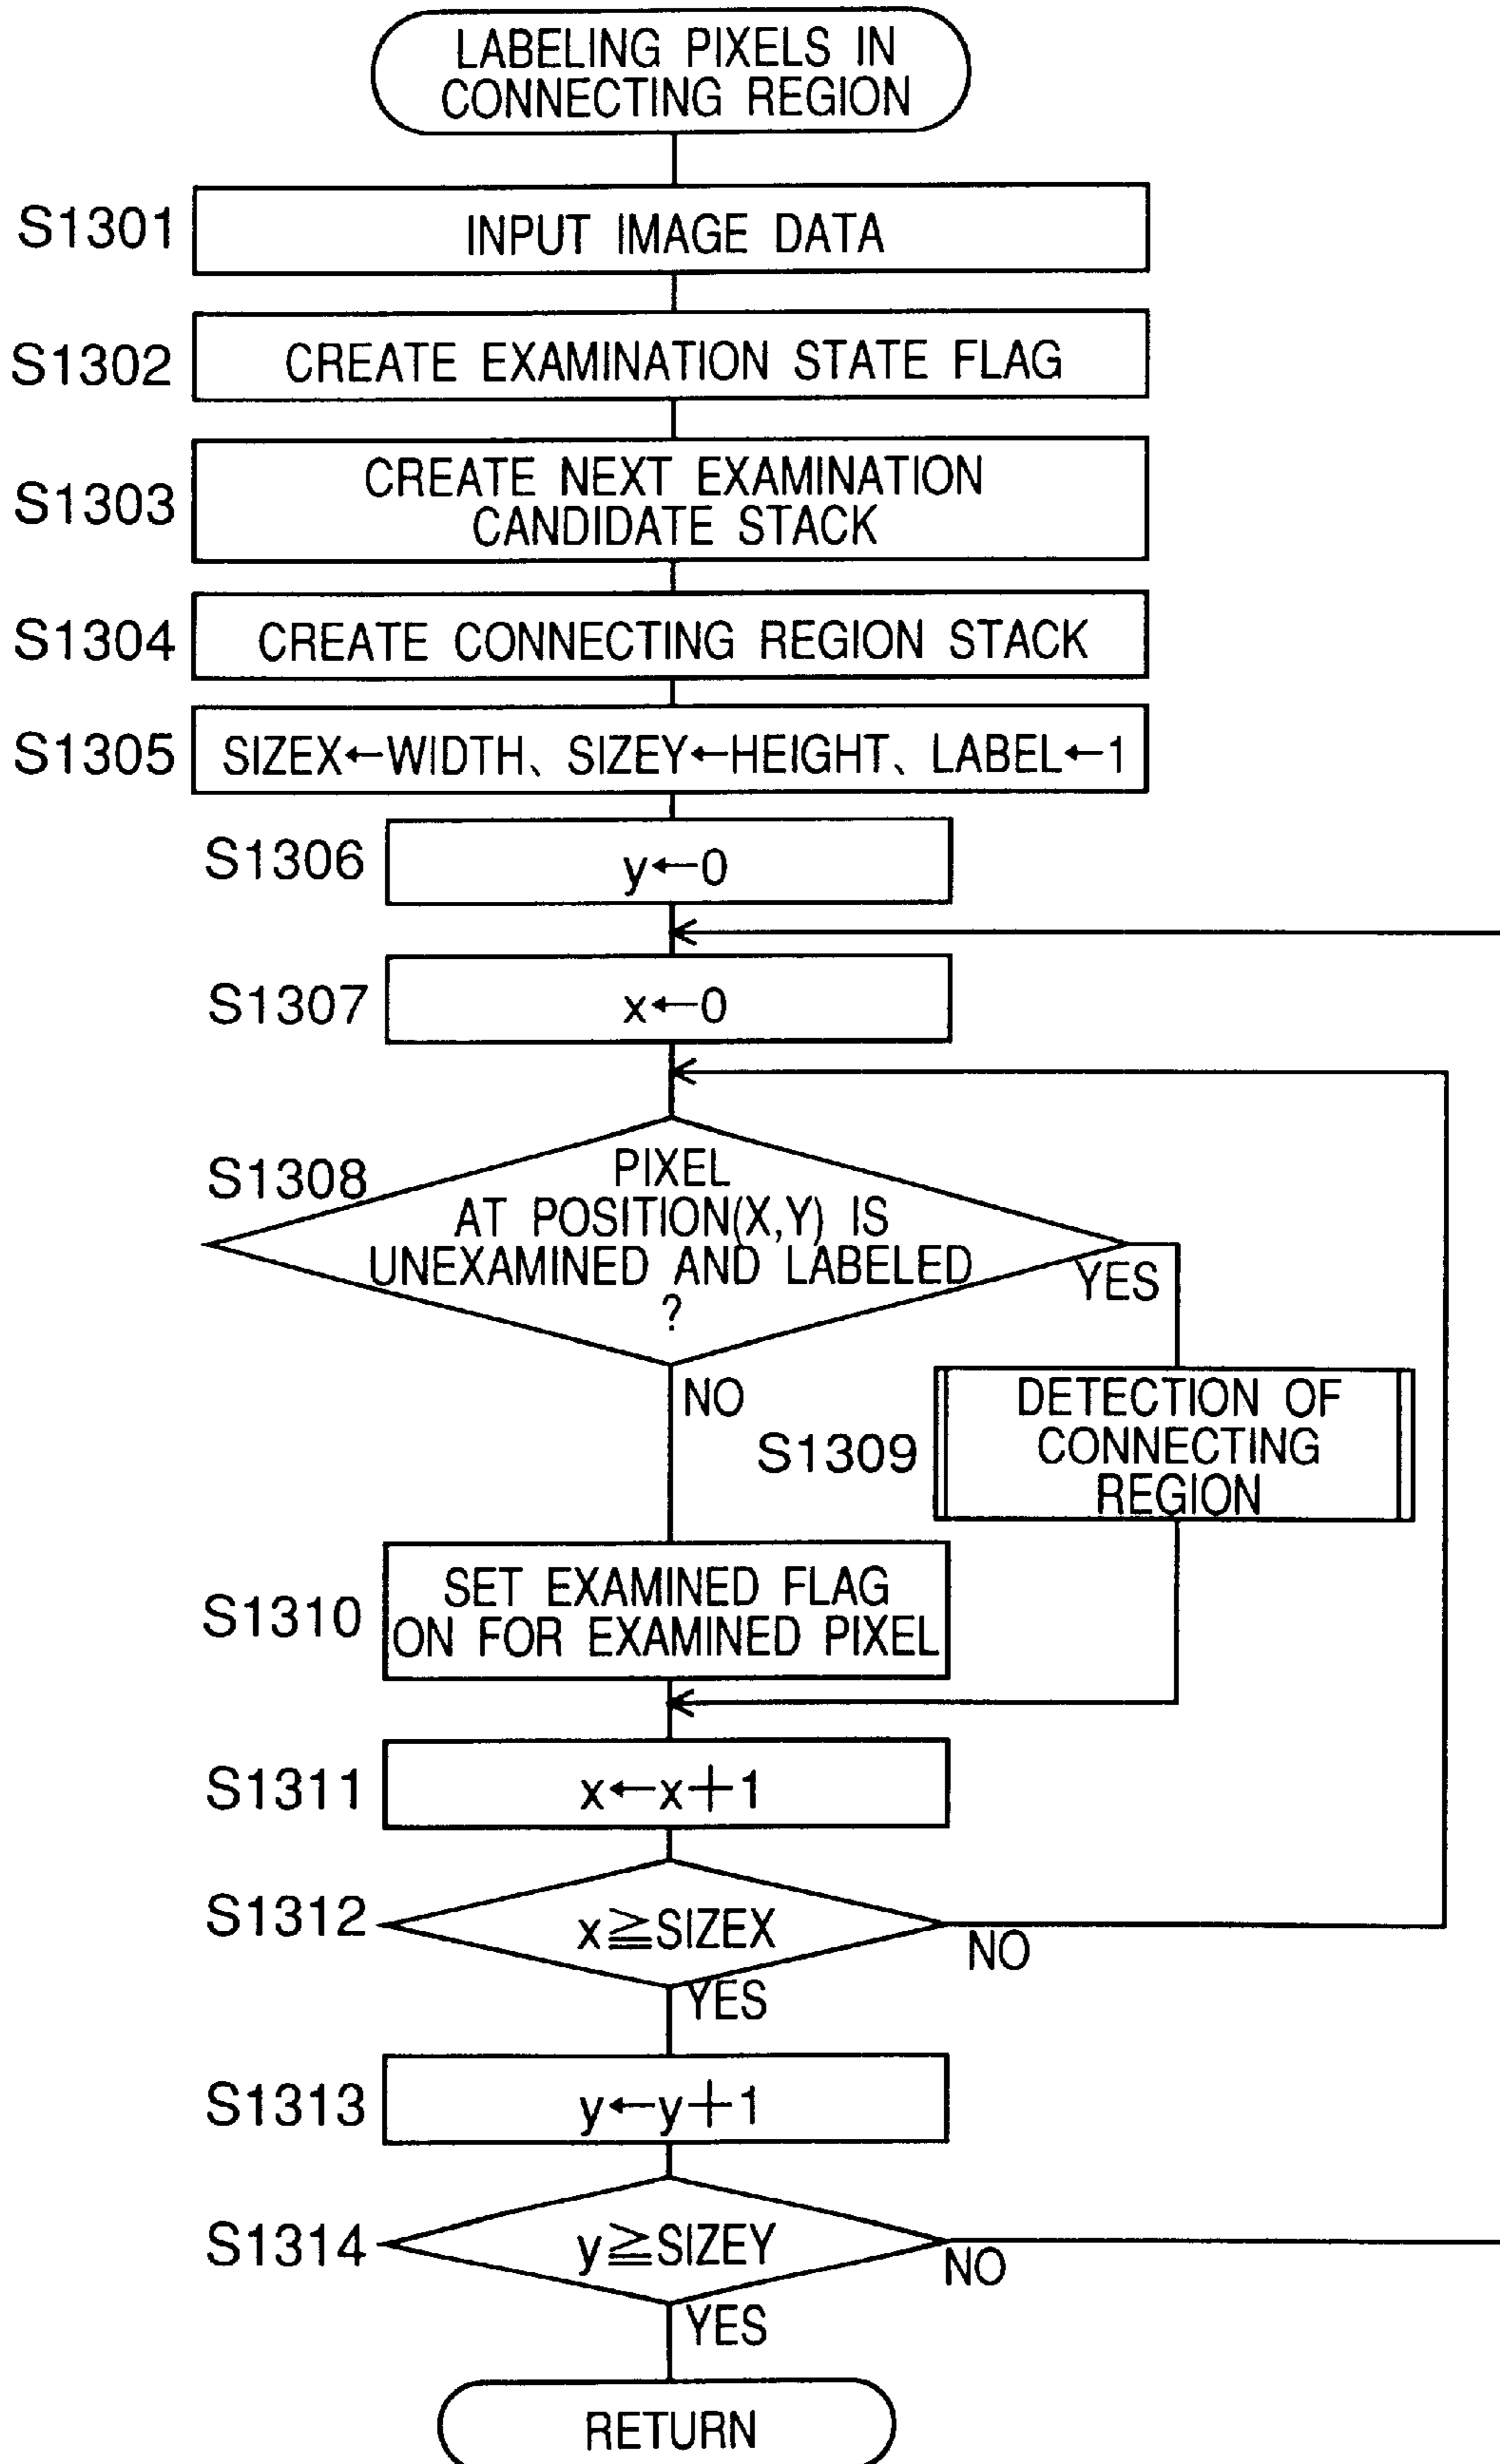 LABELING PIXELS IN
CONNECTING REGION
S1301
INPUT IMAGE DATA
S1302
CREATE EXAMINATION STATE FLAG
S1303
CREATE NEXT EXAMINATION
CANDIDATE STACK
S1304
CREATE CONNECTING REGION STACK
S1305
SIZEX←WIDTH、SIZEY←HEIGHT、LABEL←1
S1306
y←0
S1307
x←0
S1308
PIXEL
AT POSITION(X,Y) IS
UNEXAMINED AND LABELED
?
YES
NO
S1309
DETECTION OF
CONNECTING
REGION
S1310
SET EXAMINED FLAG
ON FOR EXAMINED PIXEL
S1311
x←x+1
S1312
x≧SIZEX
NO
YES
S1313
y←y+1
S1314
y≧SIZEY
NO
YES
RETURN